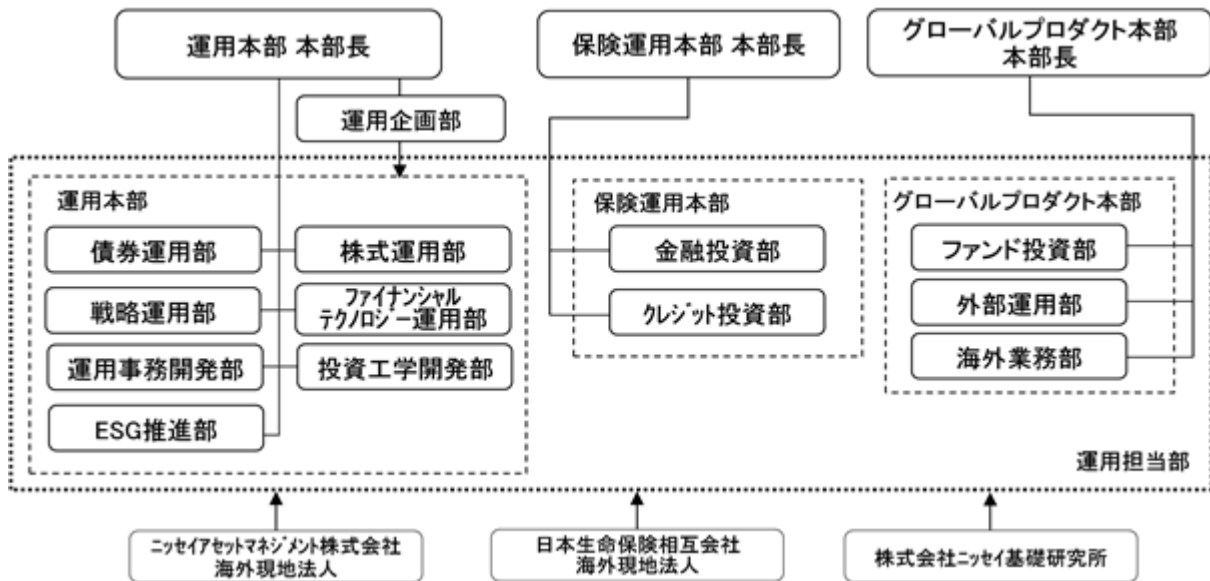 運用本部 本部長
保険運用本部 本部長
グローバルプロダクト本部
本部長
運用企画部
運用本部
債券運用部
株式運用部
戦略運用部
ファイナンシャル
テクノロジー運用部
運用事務開発部
投資工学開発部
ESG推進部
保険運用本部
金融投資部
クレジット投資部
グローバルプロダクト本部
ファンド投資部
外部運用部
海外業務部
運用担当部
ニッセイアセットマネジメント株式会社
海外現地法人
日本生命保険相互会社
海外現地法人
株式会社ニッセイ基礎研究所